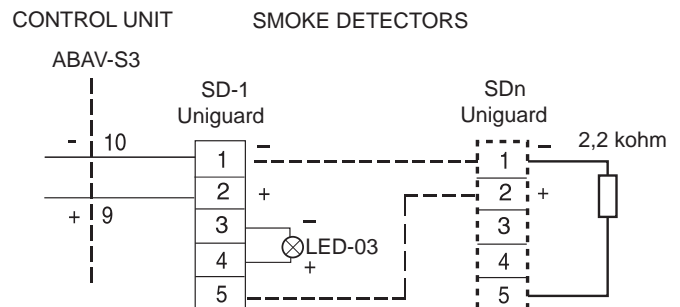 CONTROL UNIT SMOKE DETECTORS
ABAV-S3
SD-1 SDn
Uniguard Uniguard
2,2 kohm
- 10 1 - 1 -
+ 9 2 + 2 +
3 - 3
4 LED-03 4
+
5 5